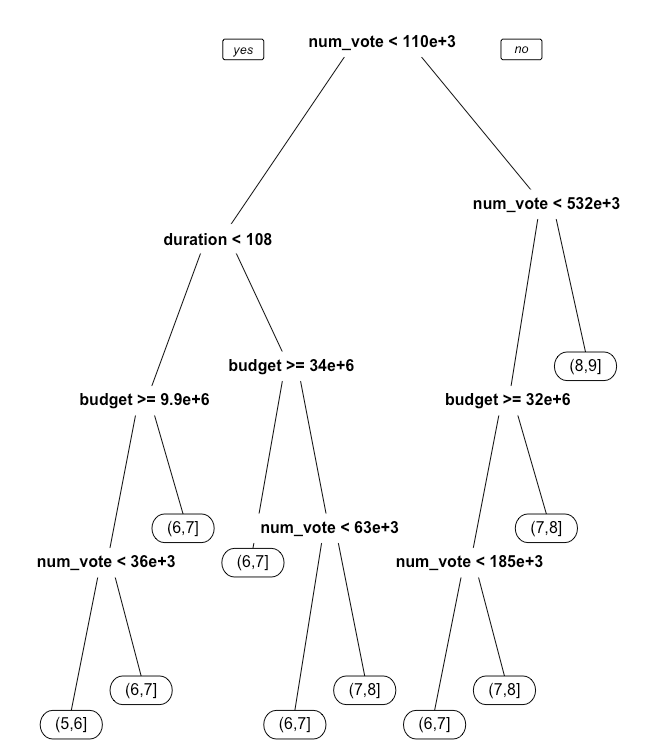 yes
num_vote < 110e+3
no
num_vote < 532e+3
duration < 108
budget >= 34e+6
(8,9]
budget >= 9.9e+6
budget >= 32e+6
(6,7]
num_vote < 63e+3
(7,8]
num_vote < 36e+3
(6,7]
num_vote < 185e+3
(6,7]
(7,8]
(7,8]
(5,6]
(6,7]
(6,7]